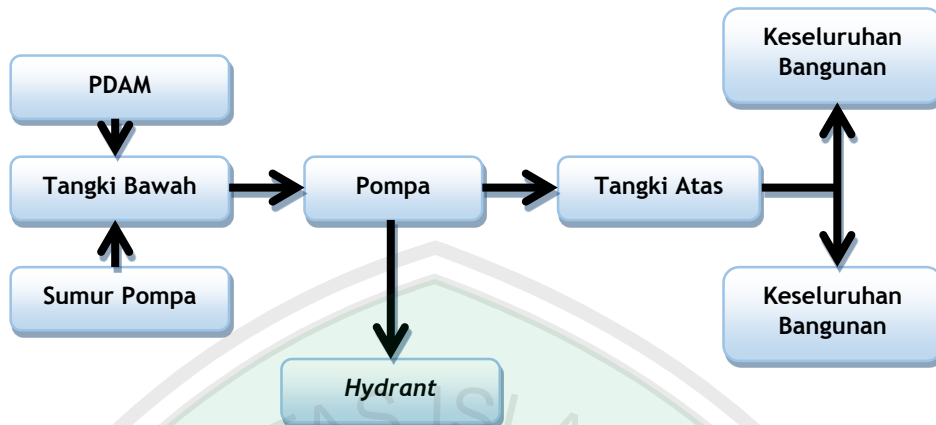 Keseluruhan
Bangunan
PDAM
Tangki Bawah
Pompa
Tangki Atas
Sumur Pompa
Keseluruhan
Bangunan
Hydrant